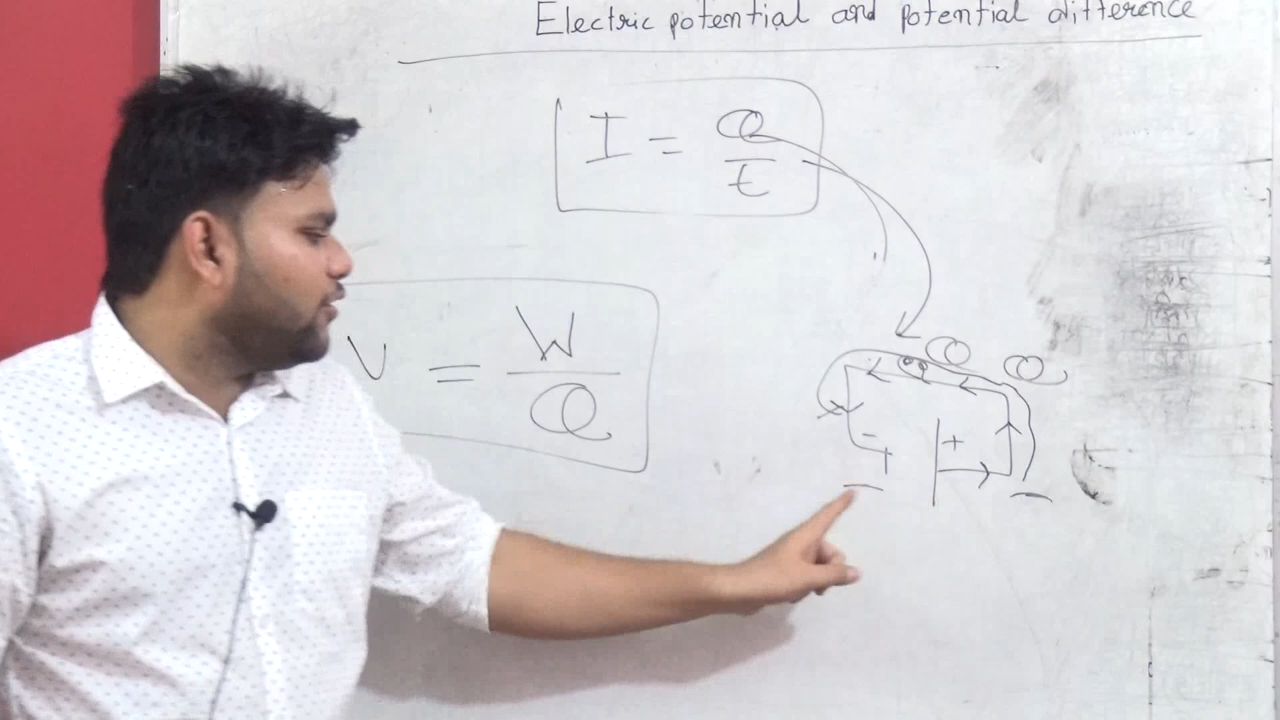 Electric potential and potential difference
I = Q/t
V = W/Q
Q Q
- +